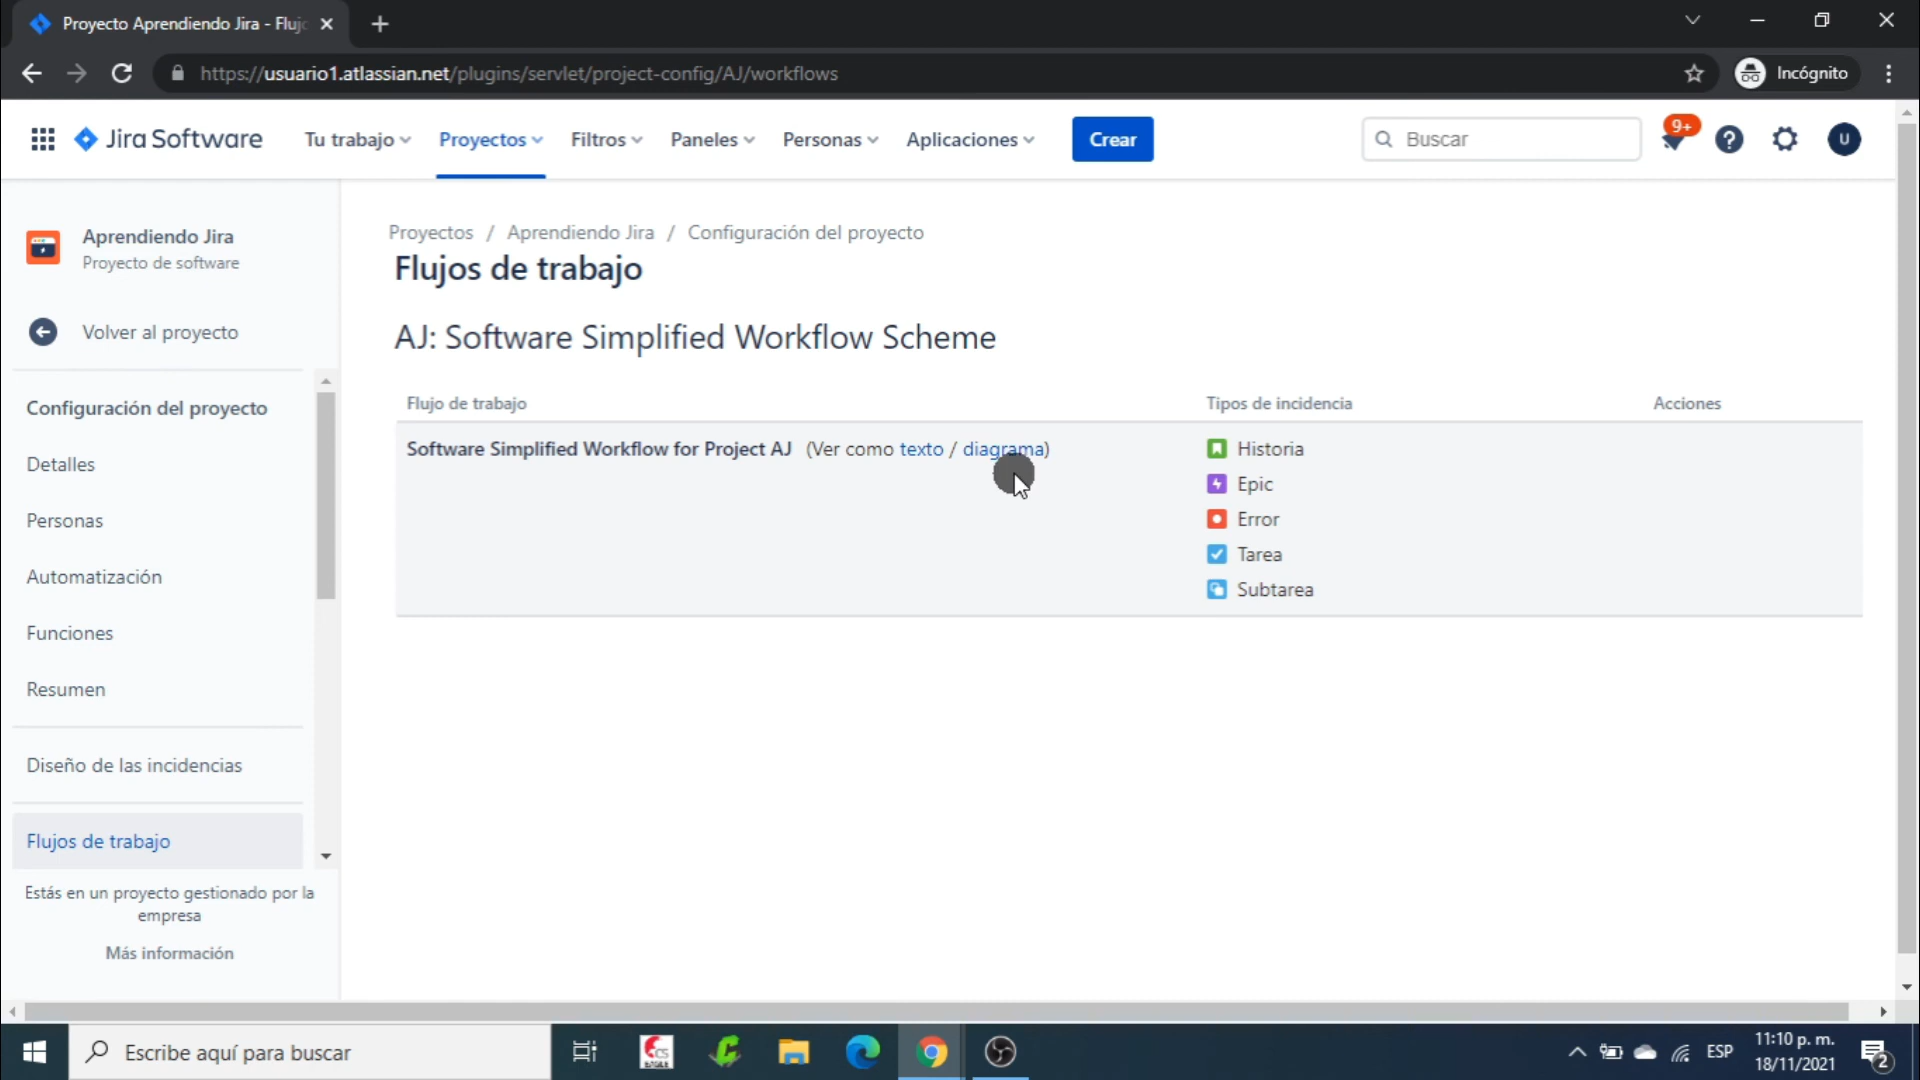 Proyecto Aprendiendo Jira - Fluj
https://usuario1.atlassian.net/plugins/servlet/project-config/AJ/workflows
Incógnito
Jira Software
Tu trabajo
Proyectos
Filtros
Paneles
Personas
Aplicaciones
Crear
Buscar
9+
U
Aprendiendo Jira
Proyecto de software
Volver al proyecto
Configuración del proyecto
Detalles
Personas
Automatización
Funciones
Resumen
Diseño de las incidencias
Flujos de trabajo
Estás en un proyecto gestionado por la
empresa
Más información
Proyectos / Aprendiendo Jira / Configuración del proyecto
Flujos de trabajo
AJ: Software Simplified Workflow Scheme
Flujo de trabajo Tipos de incidencia Acciones
Software Simplified Workflow for Project AJ (Ver como texto / diagrama)
Historia
Epic
Error
Tarea
Subtarea
Escribe aquí para buscar
ESP
11:10 p. m.
18/11/2021
2